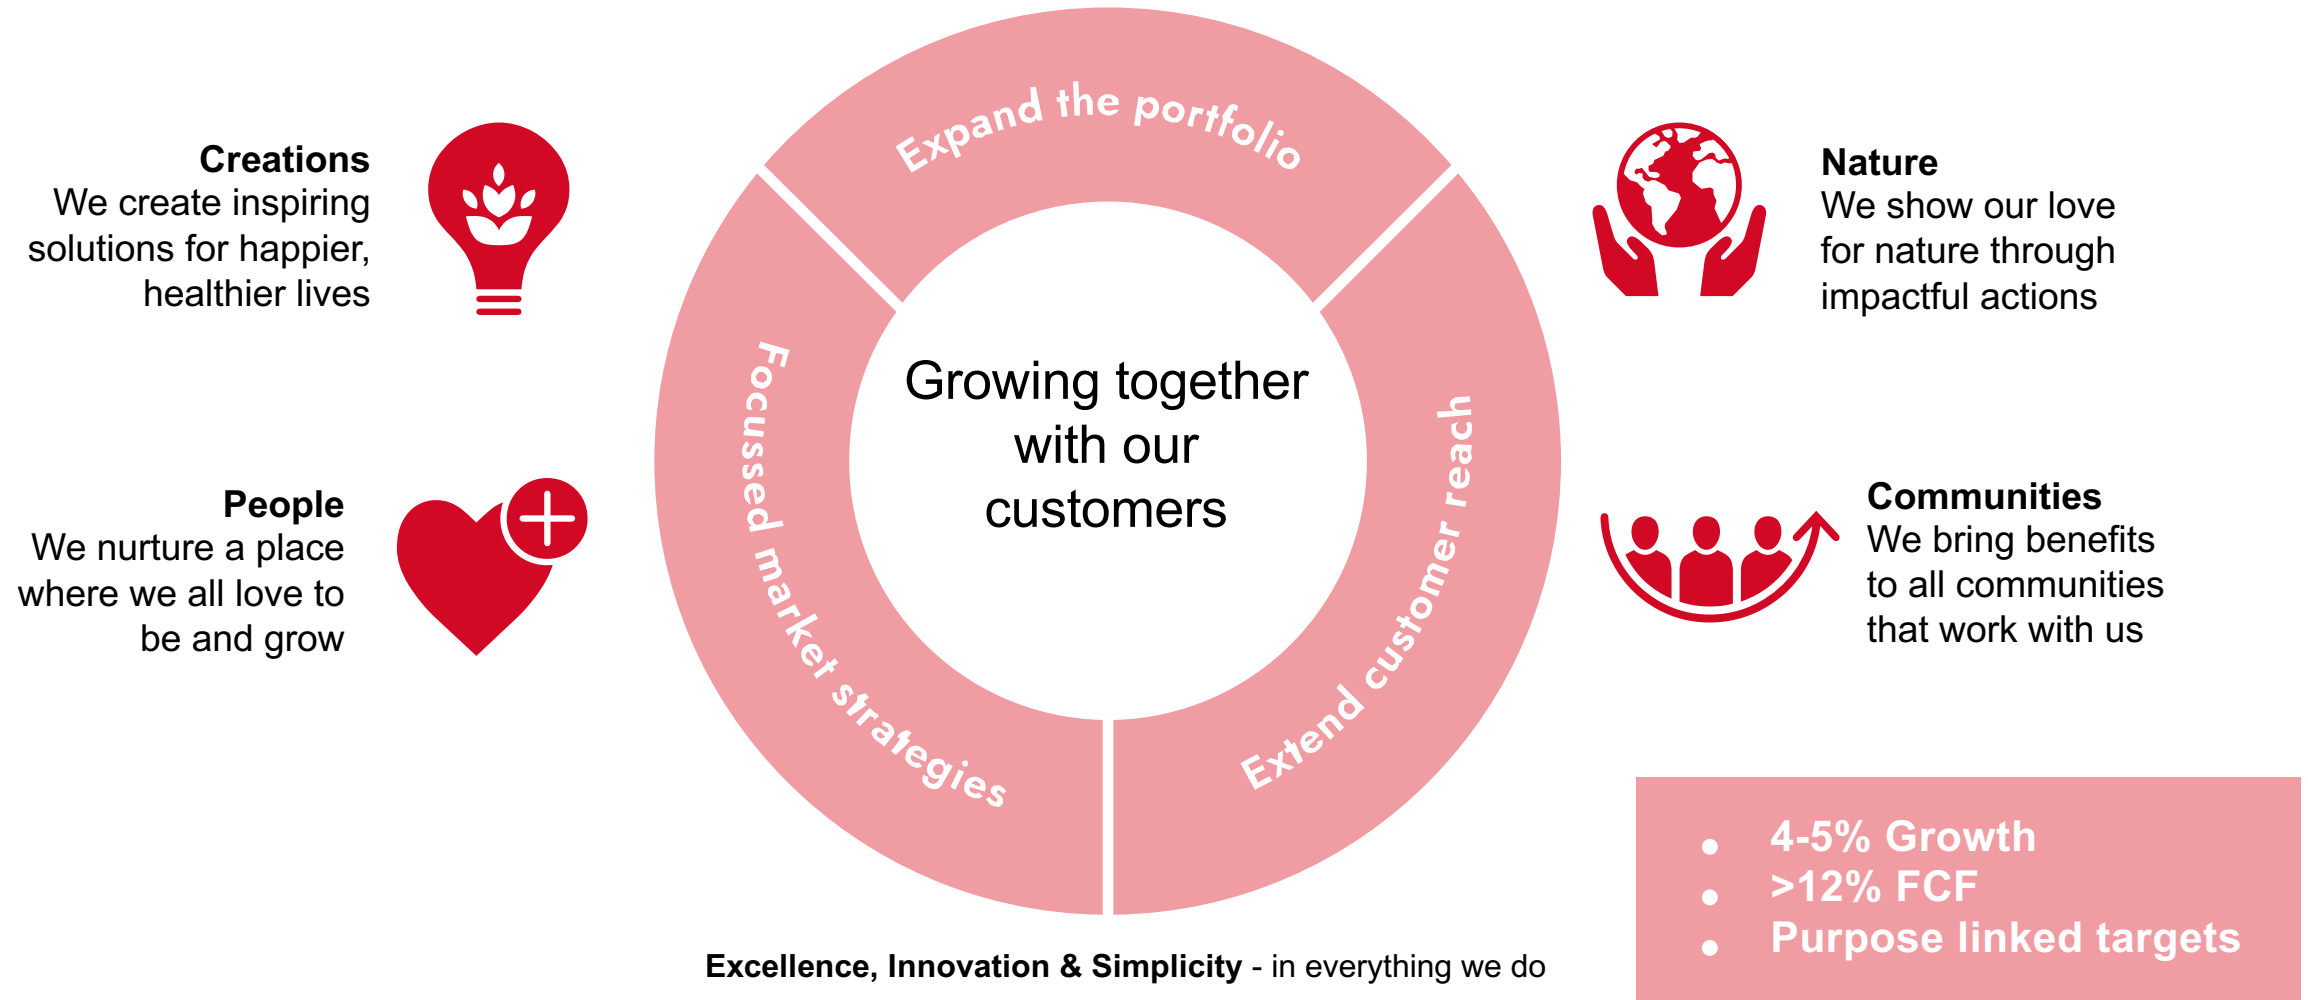 Creations
We create inspiring
solutions for happier,
healthier lives
People
We nurture a place
where we all love to
be and grow
Expand the portfolio
Focussed market strategies
Extend customer reach
Growing together
with our
customers
Excellence, Innovation & Simplicity - in everything we do
Nature
We show our love
for nature through
impactful actions
Communities
We bring benefits
to all communities
that work with us
• 4-5% Growth
• >12% FCF
• Purpose linked targets